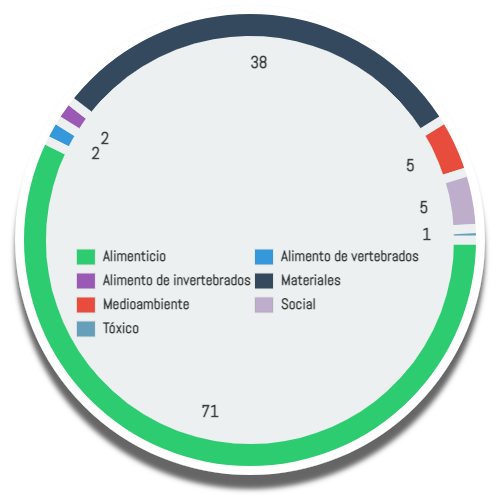 38
2
2
5
5
1
Alimenticio
Alimento de vertebrados
Alimento de invertebrados
Materiales
Medioambiente
Social
Tóxico
71